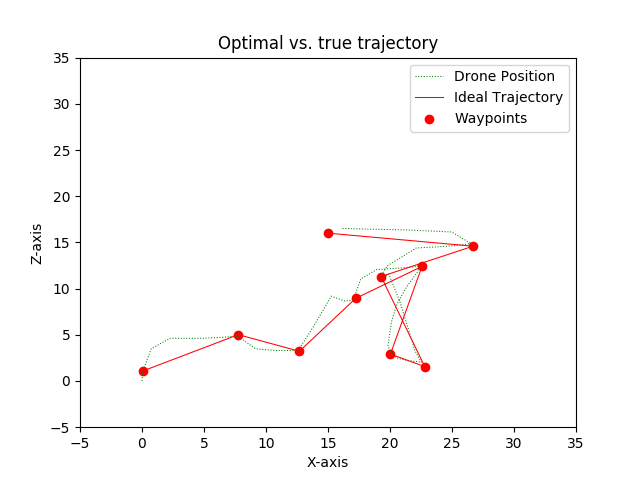 Optimal vs. true trajectory
Drone Position
Ideal Trajectory
Waypoints
Z-axis
35
30
25
20
15
10
5
0
−5
−5 0 5 10 15 20 25 30 35
X-axis